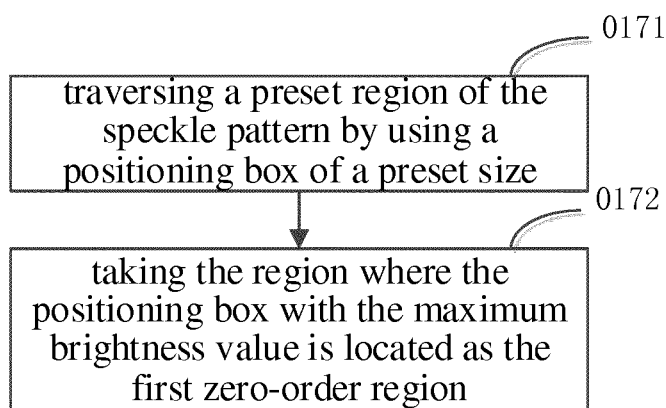 0171
traversing a preset region of the
speckle pattern by using a
positioning box of a preset size
0172
taking the region where the
positioning box with the maximum
brightness value is located as the
first zero-order region